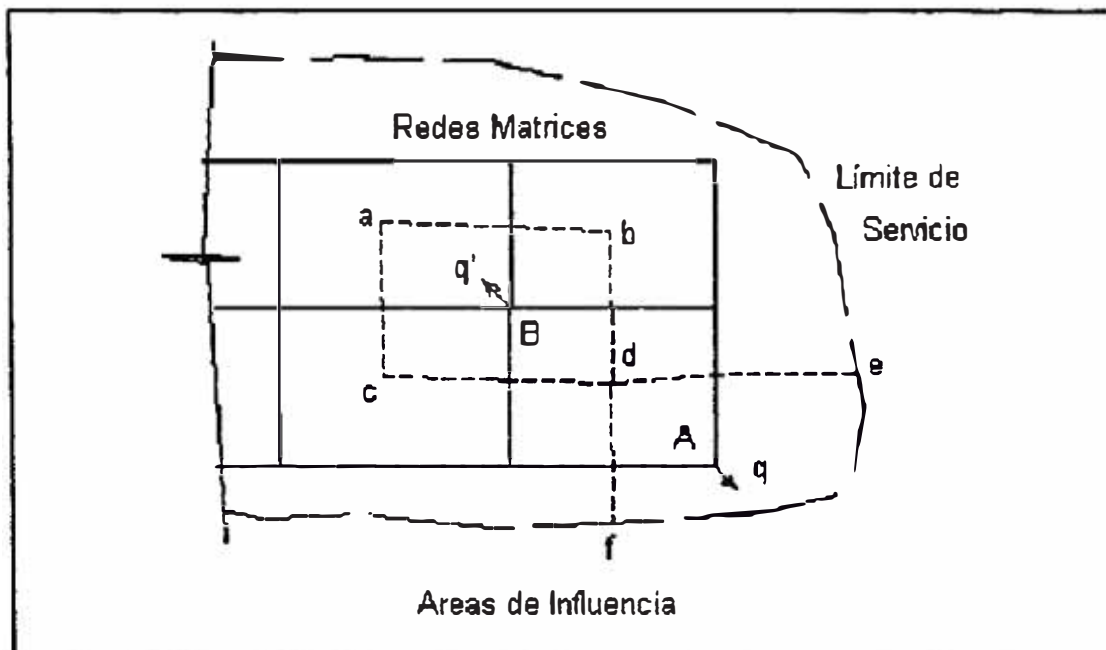 Redes Matrices
Límite de
Servicio
a
b
q'
B
d
c
e
A
q
f
Areas de Influencia